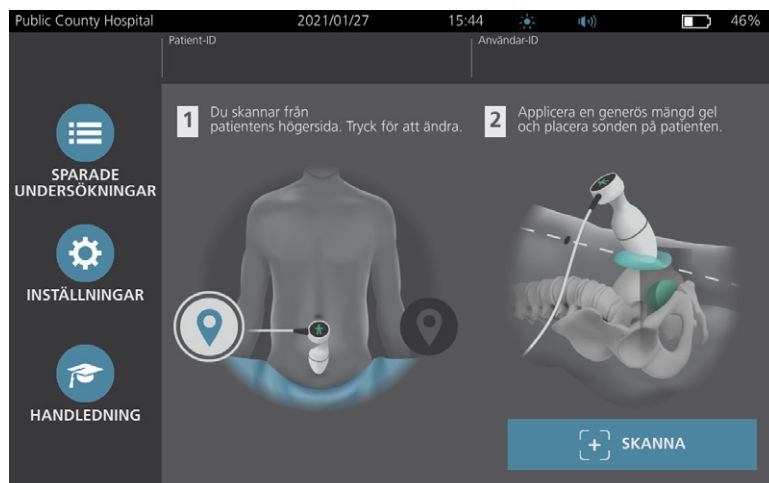 Public County Hospital 2021/01/27 15:44 46%
Patient-ID
Användar-ID
SPARADE
UNDERSÖKNINGAR
INSTÄLLNINGAR
HANDLEDNING
1 Du skannar från
patientens högersida. Tryck för att ändra.
2 Applicera en generös mängd gel
och placera sonden på patienten.
SKANNA